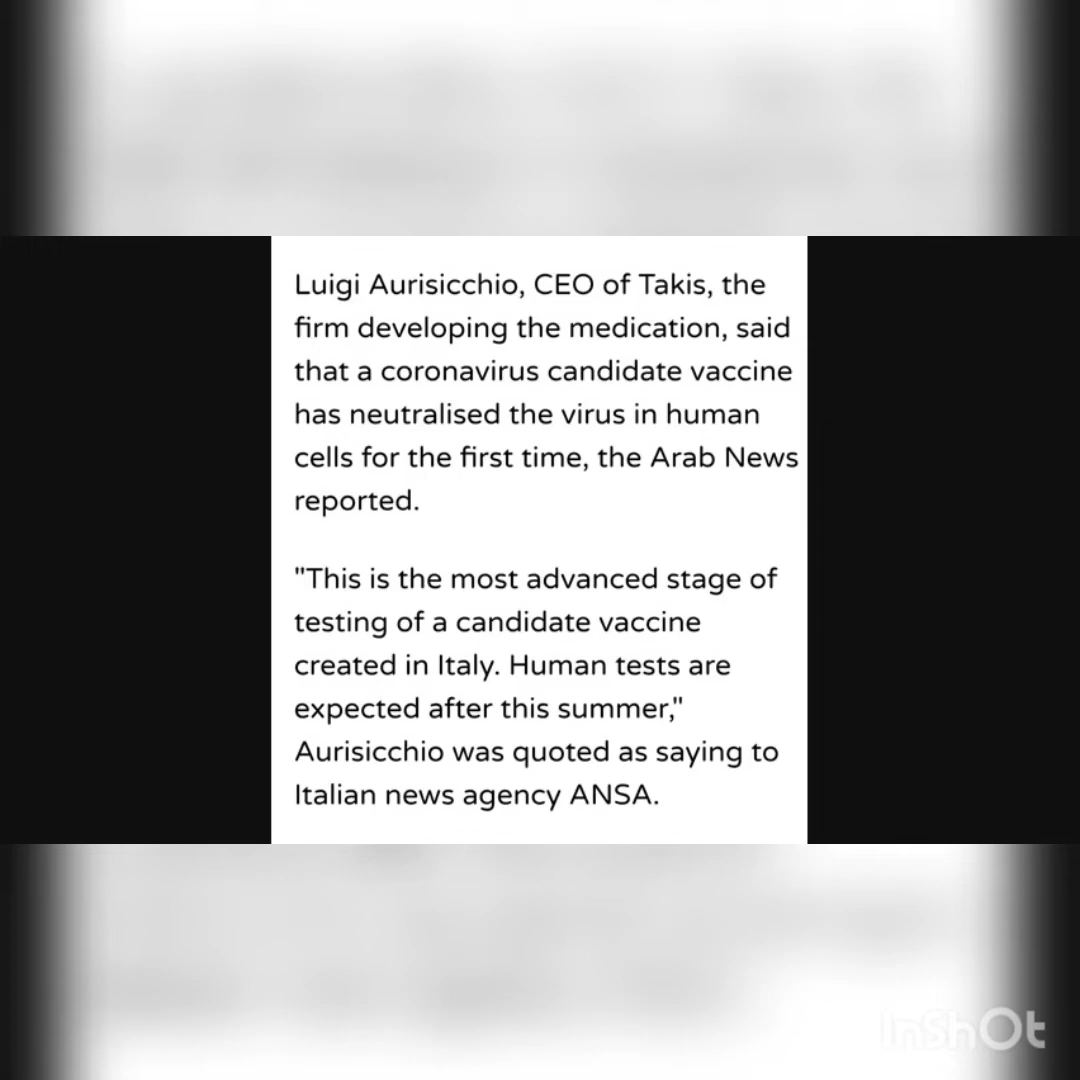 Luigi Aurisicchio, CEO of Takis, the
firm developing the medication, said
that a coronavirus candidate vaccine
has neutralised the virus in human
cells for the first time, the Arab News
reported.
"This is the most advanced stage of
testing of a candidate vaccine
created in Italy. Human tests are
expected after this summer,"
Aurisicchio was quoted as saying to
Italian news agency ANSA.
InShOt